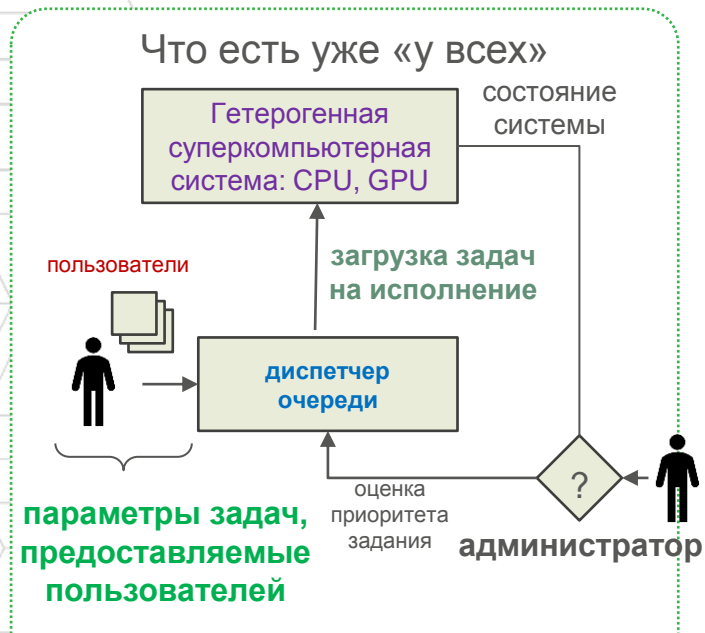 Что есть уже «у всех»
Гетерогенная
суперкомпьютерная
система: CPU, GPU
состояние
системы
загрузка задач
на исполнение
пользователи
диспетчер
очереди
?
оценка
приоритета
задания
администратор
параметры задач,
предоставляемые
пользователей